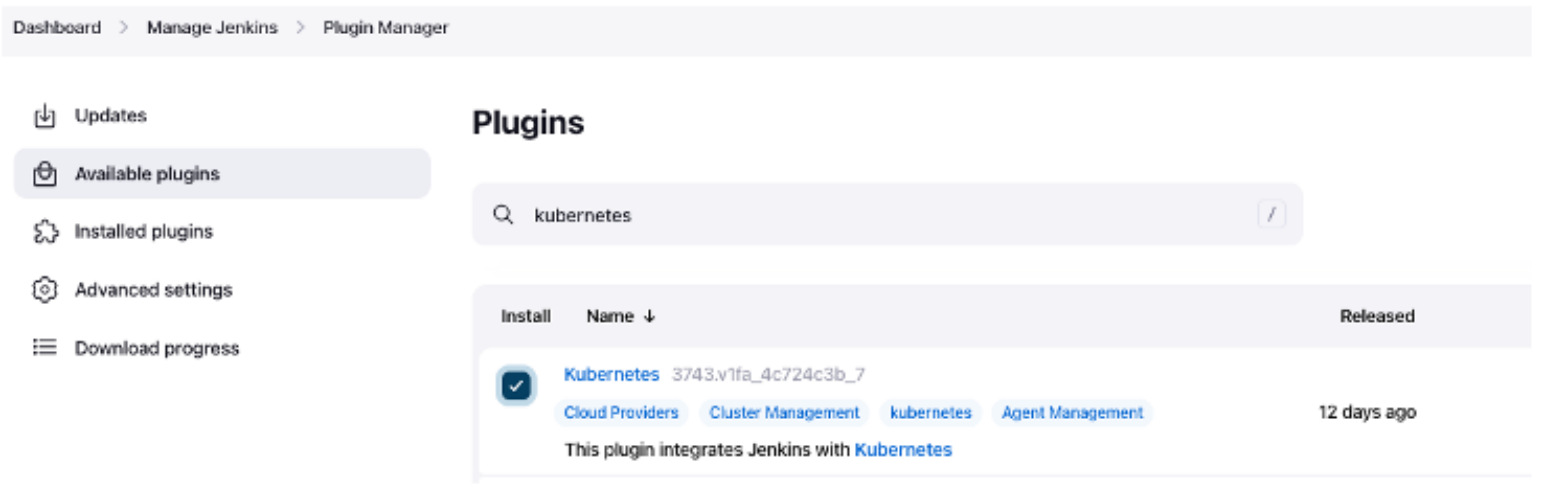 Dashboard > Manage Jenkins > Plugin Manager
Updates
Available plugins
Installed plugins
Advanced settings
Download progress
Plugins
kubernetes /
Install Name ↓ Released
Kubernetes 3743.v1fa_4c724c3b_7
Cloud Providers Cluster Management kubernetes Agent Management
12 days ago
This plugin integrates Jenkins with Kubernetes